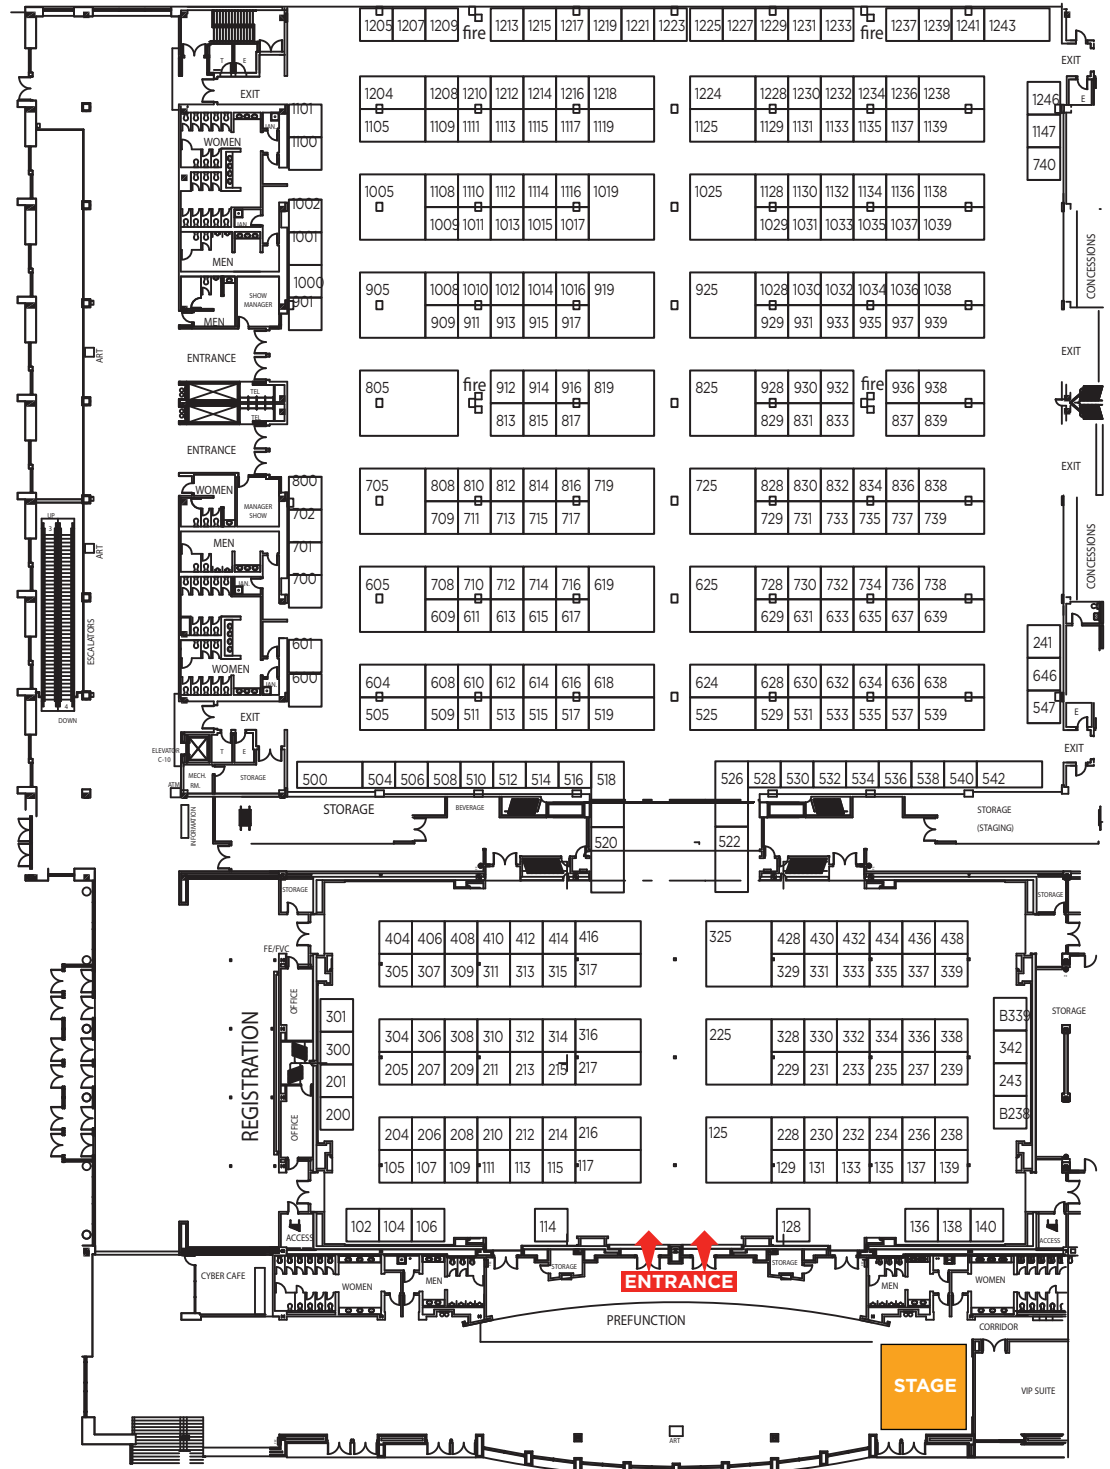 1205 1207 1209 fire 1213 1215 1217 1219 1221 1223 1225 1227 1229 1231 1233 fire 1237 1239 1241 1243
T E
EXIT
EXIT
1204 1208 1210 1212 1214 1216 1218 1224 1228 1230 1232 1234 1236 1238
E
1246
1101
1105 1109 1111 1113 1115 1117 1119 1125 1129 1131 1133 1135 1137 1139
1147
JAN.
WOMEN
1100
740
1005 1108 1110 1112 1114 1116 1019 1025 1128 1130 1132 1134 1136 1138
1002
JAN.
1009 1011 1013 1015 1017 1029 1031 1033 1035 1037 1039
1001
MEN
CONCESSIONS
1000
905 1008 1010 1012 1014 1016 919 925 1028 1030 1032 1034 1036 1038
SHOW
MANAGER
901
MEN
909 911 913 915 917 929 931 933 935 937 939
ART
ENTRANCE
EXIT
805 fire 912 914 916 819 825 928 930 932 fire 936 938
TEL
TEL
813 815 817 829 831 833 837 839
ENTRANCE
EXIT
800
705 808 810 812 814 816 719 725 828 830 832 834 836 838
WOMEN
MANAGER
SHOW
702
709 711 713 715 717 729 731 733 735 737 739
UP
3
MEN
701
ART
CONCESSIONS
700
605 708 710 712 714 716 619 625 728 730 732 734 736 738
JAN.
609 611 613 615 617 629 631 633 635 637 639
ESCALATORS
601
241
WOMEN
600
JAN.
646
604 608 610 612 614 616 618 624 628 630 632 634 636 638
547
4
DOWN
505 509 511 513 515 517 519 525 529 531 533 535 537 539
E
EXIT
EXIT
ELEVATOR
C-10
T E
MECH.
RM.
STORAGE
500 504 506 508 510 512 514 516 518 526 528 530 532 534 536 538 540 542
ATM
INFORMATION
STORAGE
BEVERAGE
STORAGE
(STAGING)
520 522
STORAGE
STORAGE
404 406 408 410 412 414 416 325 428 430 432 434 436 438
FE/FVC
305 307 309 311 313 315 317 329 331 333 335 337 339
OFFICE
301
B339
STORAGE
REGISTRATION
304 306 308 310 312 314 316 225 328 330 332 334 336 338
300
342
205 207 209 211 213 215 217 229 231 233 235 237 239
201
243
200
B238
OFFICE
204 206 208 210 212 214 216 125 228 230 232 234 236 238
105 107 109 111 113 115 117 129 131 133 135 137 139
102 104 106 114 128 136 138 140
ACCESS
ACCESS
STORAGE
STORAGE
CYBER CAFE
WOMEN
MEN
ENTRANCE
MEN
WOMEN
PREFUNCTION
CORRIDOR
STAGE
VIP SUITE
ART